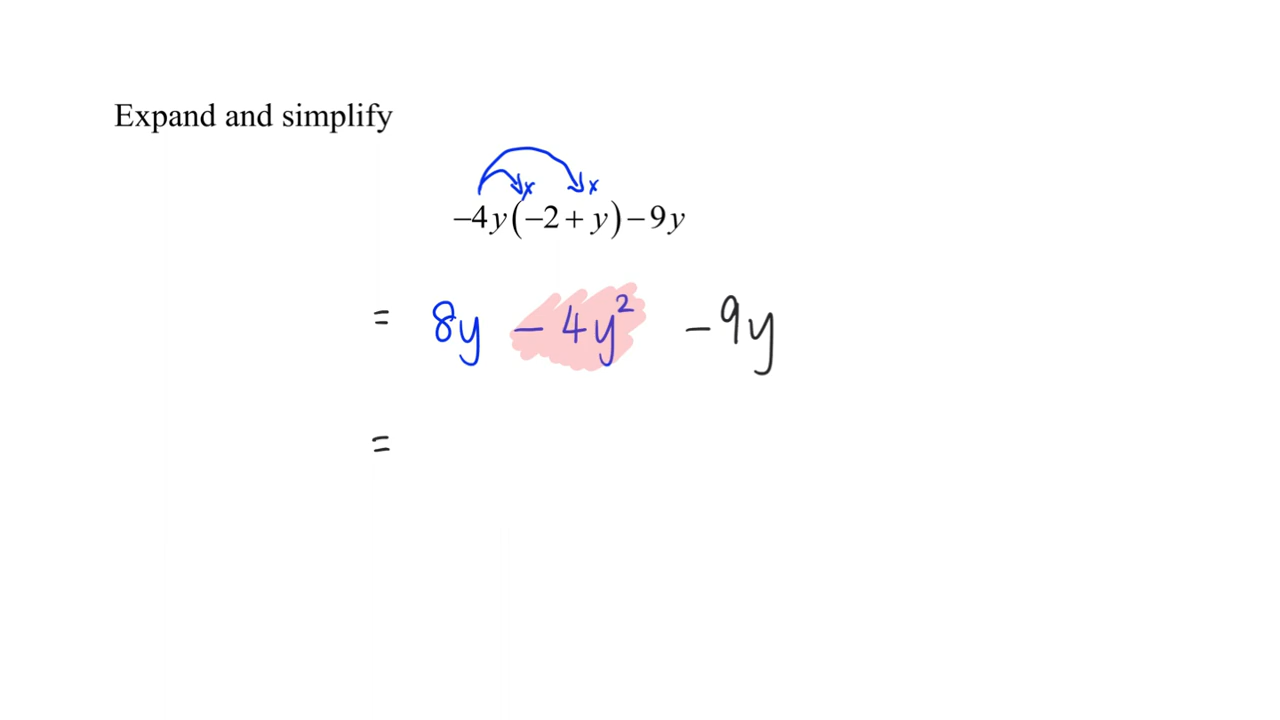 Expand and simplify
x x
−4y(−2 + y) − 9y
= 8y − 4y² − 9y
=